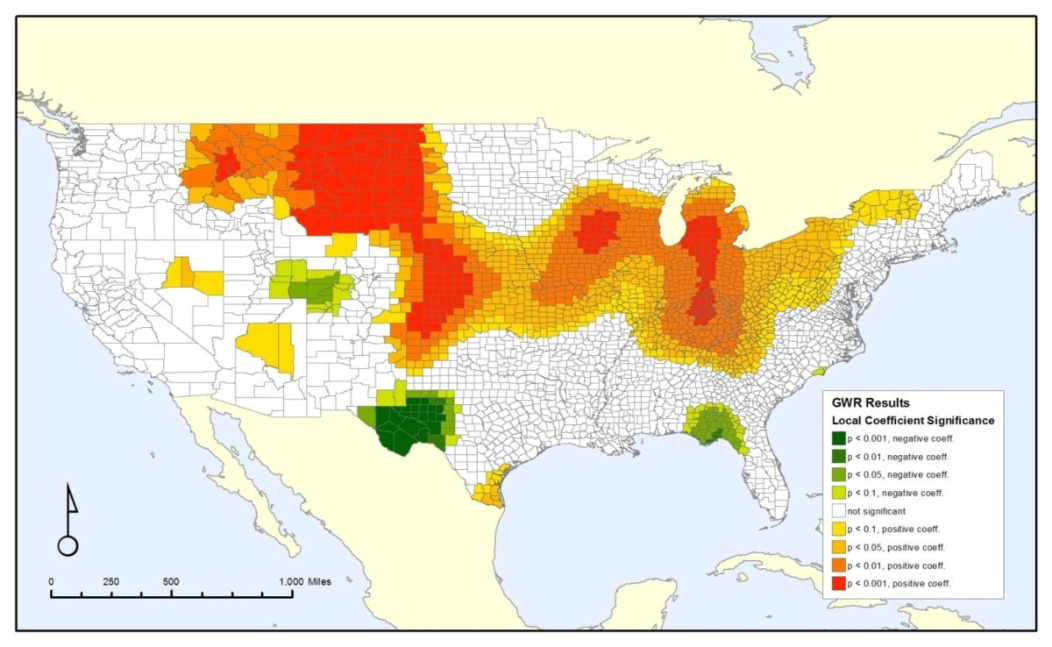 GWR Results
Local Coefficient Significance
p < 0.001, negative coeff.
p < 0.01, negative coeff.
p < 0.05, negative coeff.
p < 0.1, negative coeff.
not significant
p < 0.1, positive coeff.
p < 0.05, positive coeff.
p < 0.01, positive coeff.
p < 0.001, positive coeff.
0 250 500 1,000 Miles